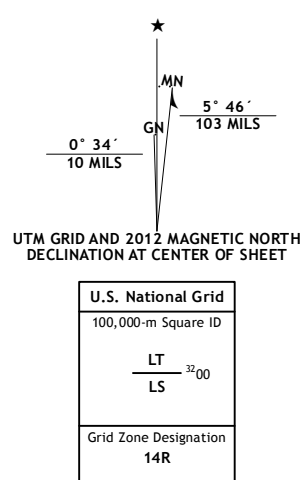 ★
MN
GN
5° 46´
103 MILS
0° 34´
10 MILS
UTM GRID AND 2012 MAGNETIC NORTH
DECLINATION AT CENTER OF SHEET
U.S. National Grid
100,000-m Square ID
LT
3200
LS
Grid Zone Designation
14R